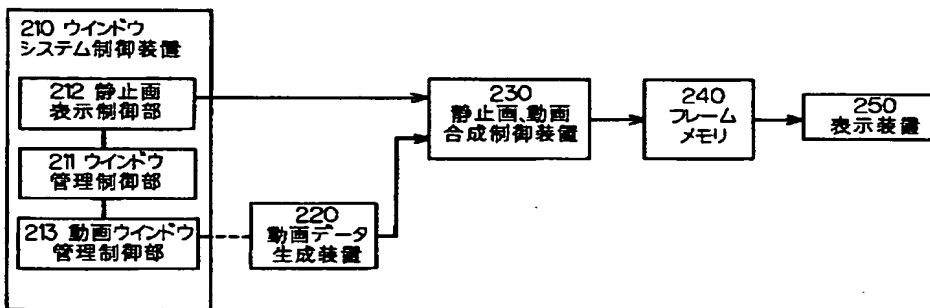 210 ウインドウ
システム制御装置
212 静止画
表示制御部
211 ウインドウ
管理制御部
213 動画ウインドウ
管理制御部
220
動画データ
生成装置
230
静止画、動画
合成制御装置
240
フレーム
メモリ
250
表示装置